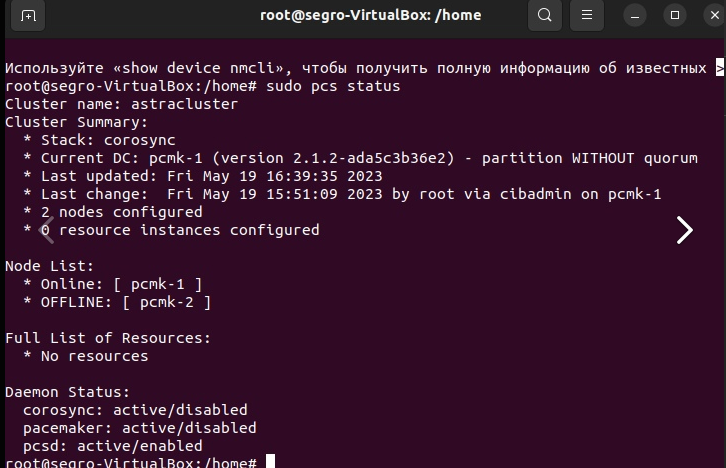 root@segro-VirtualBox: /home
Используйте «show device nmcli», чтобы получить полную информацию об известных >
root@segro-VirtualBox:/home# sudo pcs status
Cluster name: astracluster
Cluster Summary:
  * Stack: corosync
  * Current DC: pcmk-1 (version 2.1.2-ada5c3b36e2) - partition WITHOUT quorum
  * Last updated: Fri May 19 16:39:35 2023
  * Last change:  Fri May 19 15:51:09 2023 by root via cibadmin on pcmk-1
  * 2 nodes configured
  * 0 resource instances configured
Node List:
  * Online: [ pcmk-1 ]
  * OFFLINE: [ pcmk-2 ]
Full List of Resources:
  * No resources
Daemon Status:
  corosync: active/disabled
  pacemaker: active/disabled
  pcsd: active/enabled
root@segro-VirtualBox:/home#